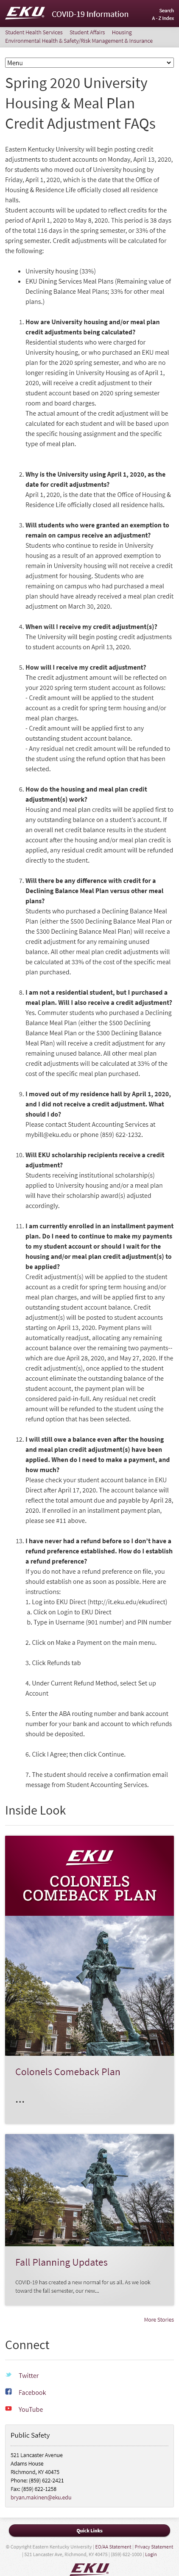 EKU. COVID-19 Information
Search
A - Z Index
Student Health Services Student Affairs Housing
Environmental Health & Safety/Risk Management & Insurance
Menu
Spring 2020 University
Housing & Meal Plan
Credit Adjustment FAQs
Eastern Kentucky University will begin posting credit
adjustments to student accounts on Monday, April 13, 2020,
for students who moved out of University housing by
Friday, April 1, 2020, which is the date that the Office of
Housing & Residence Life officially closed all residence
halls.
Student accounts will be updated to reflect credits for the
period of April 1, 2020 to May 8, 2020. This period is 38 days
of the total 116 days in the spring semester, or 33% of the
spring semester. Credit adjustments will be calculated for
the following:
• University housing (33%)
• EKU Dining Services Meal Plans (Remaining value of
Declining Balance Meal Plans; 33% for other meal
plans.)
1. How are University housing and/or meal plan
credit adjustments being calculated?
Residential students who were charged for
University housing, or who purchased an EKU meal
plan for the 2020 spring semester, and who are no
longer residing in University Housing as of April 1,
2020, will receive a credit adjustment to their
student account based on their 2020 spring semester
room and board charges.
The actual amount of the credit adjustment will be
calculated for each student and will be based on
the specific housing assignment and the specific
type of meal plan.
2. Why is the University using April 1, 2020, as the
date for credit adjustments?
April 1, 2020, is the date that the Office of Housing &
Residence Life officially closed all residence halls.
3. Will students who were granted an exemption to
remain on campus receive an adjustment?
Students who continue to reside in University
housing as a result of an approved exemption to
remain in University housing will not receive a credit
adjustment for housing. Students who are
remaining on campus and previously purchased a
meal plan should have already received a meal plan credit
adjustment on March 30, 2020.
4. When will I receive my credit adjustment(s)?
The University will begin posting credit adjustments
to student accounts on April 13, 2020.
5. How will I receive my credit adjustment?
The credit adjustment amount will be reflected on
your 2020 spring term student account as follows:
- Credit amount will be applied to the student
account as a credit for spring term housing and/or
meal plan charges.
- Credit amount will be applied first to any
outstanding student account balance.
- Any residual net credit amount will be refunded to
the student using the refund option that has been
selected.
6. How do the housing and meal plan credit
adjustment(s) work?
Housing and meal plan credits will be applied first to
any outstanding balance on a student's account. If
an overall net credit balance results in the student
account after the credit of housing and/or meal plan
credits, any residual credit amount will be refunded
directly to the student.
7. Will there be any difference with credit for a
Declining Balance Meal Plan versus other meal
plans?
Students who purchased a Declining Balance Meal
Plan (either the $500 Declining Balance Meal Plan or
the $300 Declining Balance Meal Plan) will receive a
credit adjustment for any remaining unused
balance. All other meal plan credit adjustments will
be calculated at 33% of the cost of the specific meal
plan purchased.
8. I am not a residential student, but I purchased a
meal plan. Will I also receive a credit adjustment?
Yes. Commuter students who purchased a Declining
Balance Meal Plan (either the $500 Declining
Balance Meal Plan or the $300 Declining Balance
Meal Plan) will receive a credit adjustment for any
remaining unused balance. All other meal plan
credit adjustments will be calculated at 33% of the
cost of the specific meal plan purchased.
9. I moved out of my residence hall by April 1, 2020,
and I did not receive a credit adjustment. What
should I do?
Please contact Student Accounting Services at
mybill@eku.edu or phone (859) 622-1232.
10. Will EKU scholarship recipients receive a credit
adjustment?
Students receiving institutional scholarship(s)
applied to University housing and/or a meal plan
will have their scholarship award(s) adjusted
accordingly.
11. I am currently enrolled in an installment payment
plan. Do I need to continue to make my payments
to my student account or should I wait for the
housing and/or meal plan credit adjustment(s) to
be applied?
Credit adjustment(s) will be applied to the student
account as a credit for spring term housing and/or
meal plan charges, and will be applied first to any
outstanding student account balance. Credit
adjustment(s) will be posted to student accounts
starting on April 13, 2020. Payment plans will
automatically readjust, allocating any remaining
account balance over the remaining two payments--
which are due April 28, 2020, and May 27, 2020. If the
credit adjustment(s), once applied to the student
account, eliminate the outstanding balance due on
the student account, the payment plan will be
considered paid-in-full. Any residual net credit
amount will be refunded to the student using the
refund option that has been selected.
12. I will still owe a balance even after the housing
and meal plan credit adjustment(s) have been
applied. When do I need to make a payment, and
how much?
Please check your student account balance in EKU
Direct after April 17, 2020. The account balance will
reflect the total amount due and payable by April 28,
2020. If enrolled in an installment payment plan,
please see #11 above.
13. I have never had a refund before so I don't have a
refund preference established. How do I establish
a refund preference?
If you do not have a refund preference on file, you
should establish one as soon as possible. Here are
instructions:
1. Log into EKU Direct (http://it.eku.edu/ekudirect)
a. Click on Login to EKU Direct
b. Type in Username (901 number) and PIN number
2. Click on Make a Payment on the main menu.
3. Click Refunds tab
4. Under Current Refund Method, select Set up
Account
5. Enter the ABA routing number and bank account
number for your bank and account to which refunds
should be deposited.
6. Click I Agree; then click Continue.
7. The student should receive a confirmation email
message from Student Accounting Services.
Inside Look
EKU
COLONELS
COMEBACK PLAN
Colonels Comeback Plan
...
Fall Planning Updates
COVID-19 has created a new normal for us all. As we look
toward the fall semester, our new...
More Stories
Connect
Twitter
Facebook
YouTube
Public Safety
521 Lancaster Avenue
Adams House
Richmond, KY 40475
Phone: (859) 622-2421
Fax: (859) 622-1258
bryan.makinen@eku.edu
Quick Links
© Copyright Eastern Kentucky University | EO/AA Statement | Privacy Statement
| 521 Lancaster Ave, Richmond, KY 40475 | (859) 622-1000 | Login
EKU.